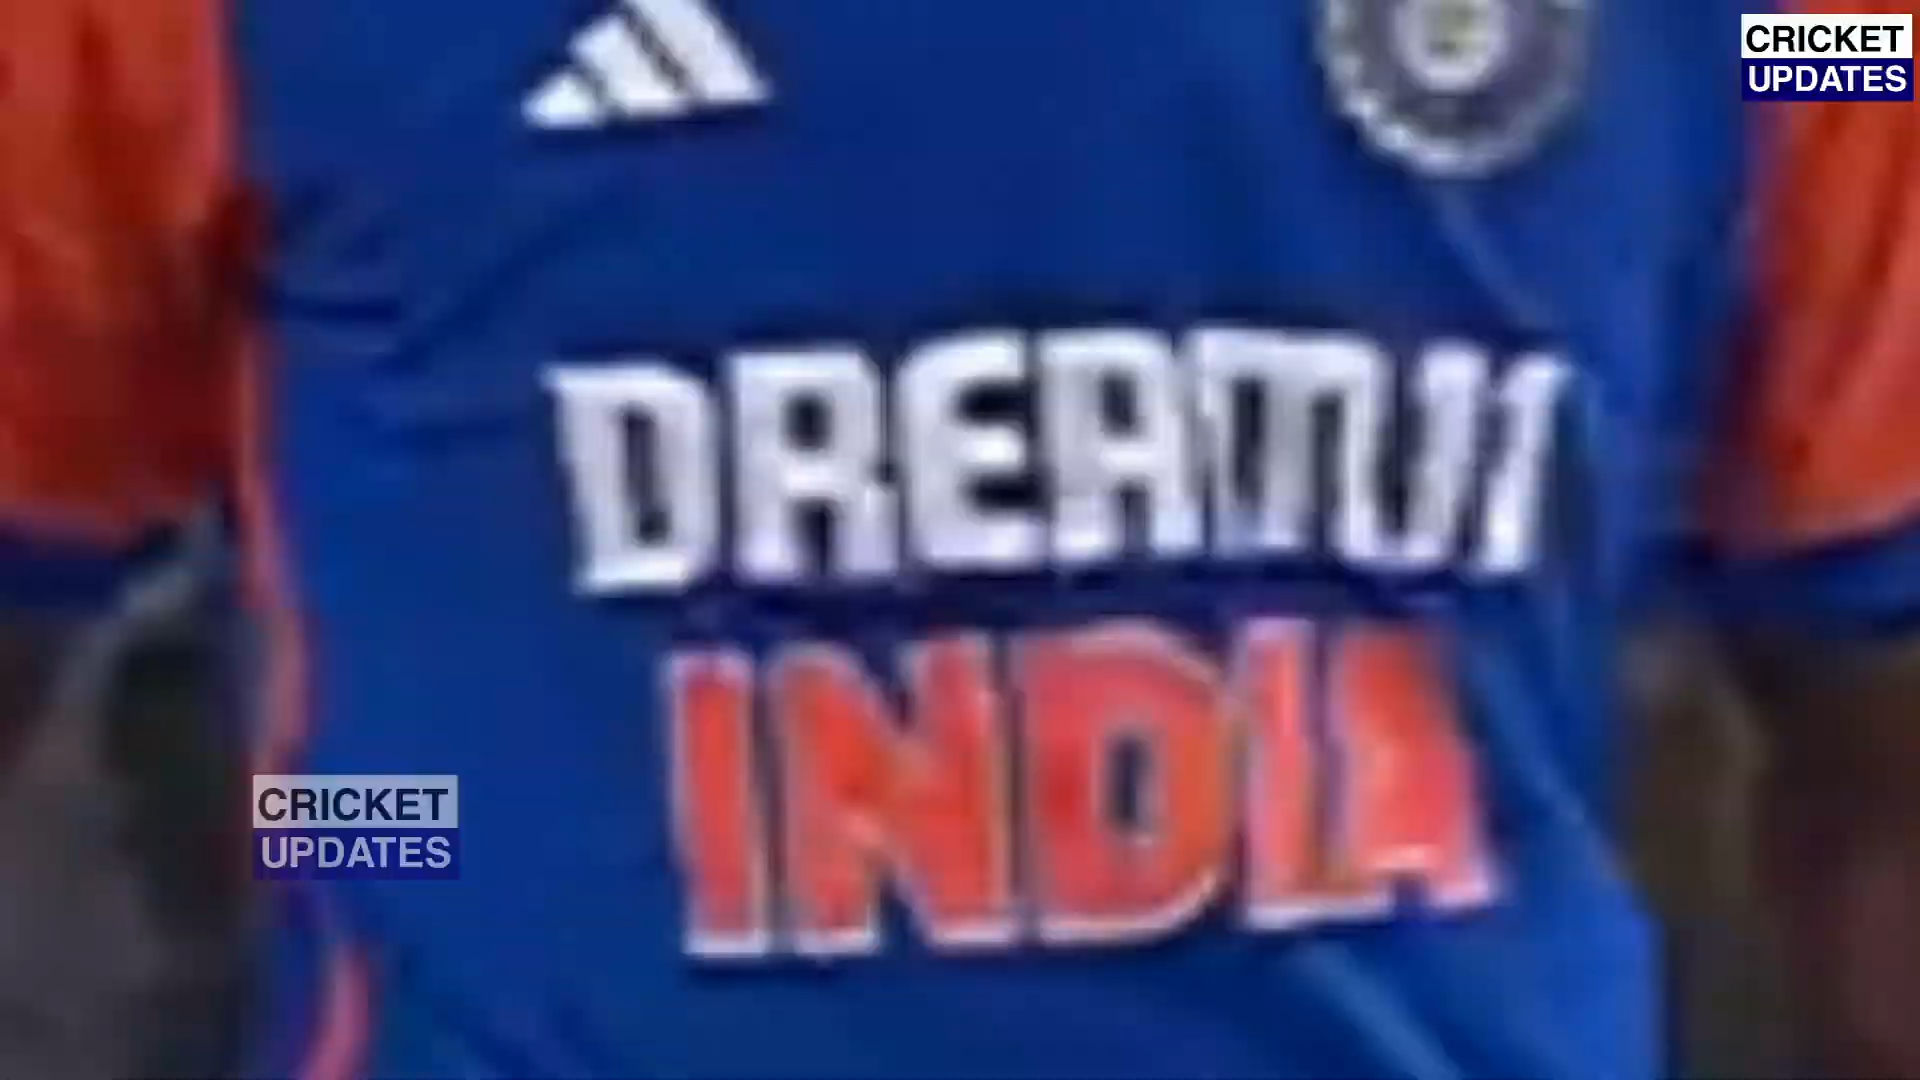 CRICKET
UPDATES
DREAM11
INDIA
CRICKET
UPDATES